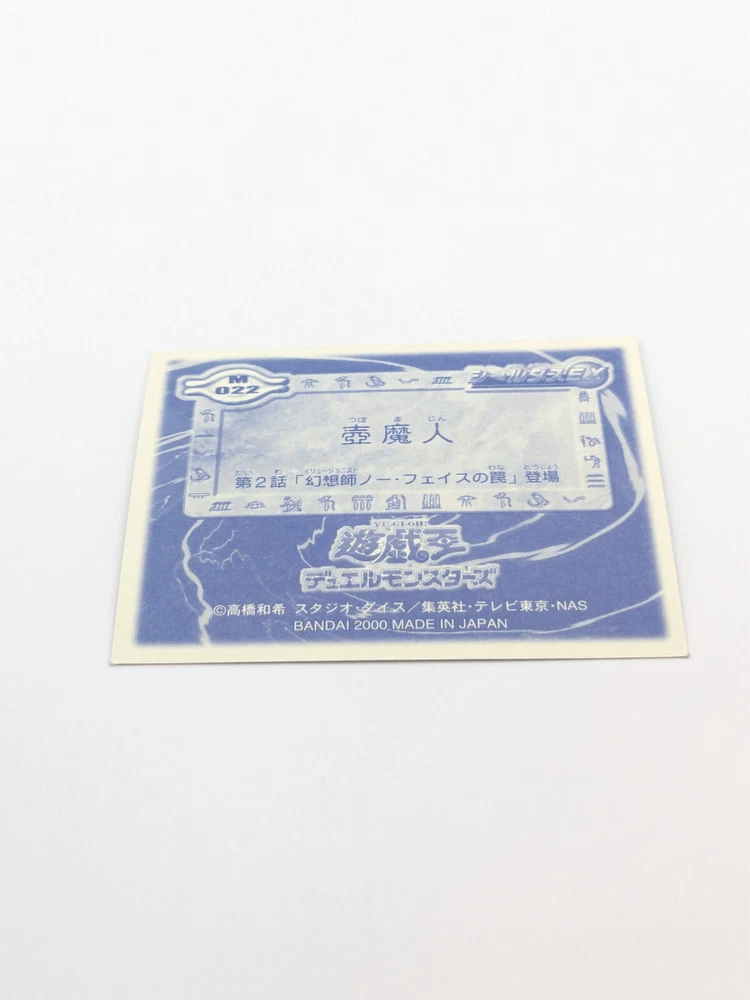 M
022
シールダスEX
つぼ ま じん
壺魔人
だい わ イリュージョニスト わな とうじょう
第2話「幻想師ノー・フェイスの罠」登場
YU-GI-OH!
遊戯王
デュエルモンスターズ
©高橋和希 スタジオ・ダイス/集英社・テレビ東京・NAS
BANDAI 2000 MADE IN JAPAN